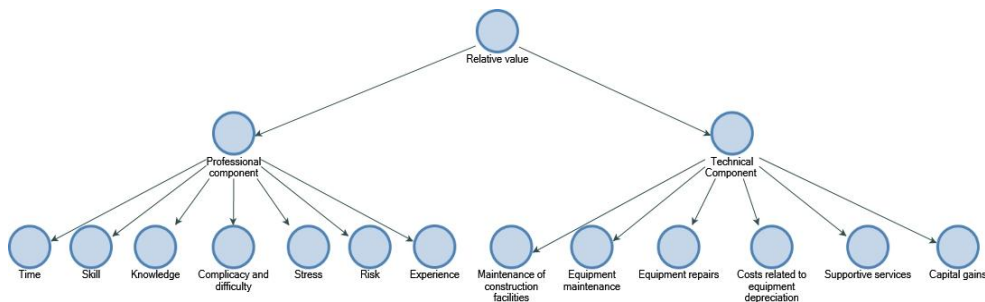 Relative value
Professional
component
Technical
Component
Time
Skill
Knowledge
Complicacy and
difficulty
Stress
Risk
Experience
Maintenance of
construction
facilities
Equipment
maintenance
Equipment repairs
Costs related to
equipment
depreciation
Supportive services
Capital gains